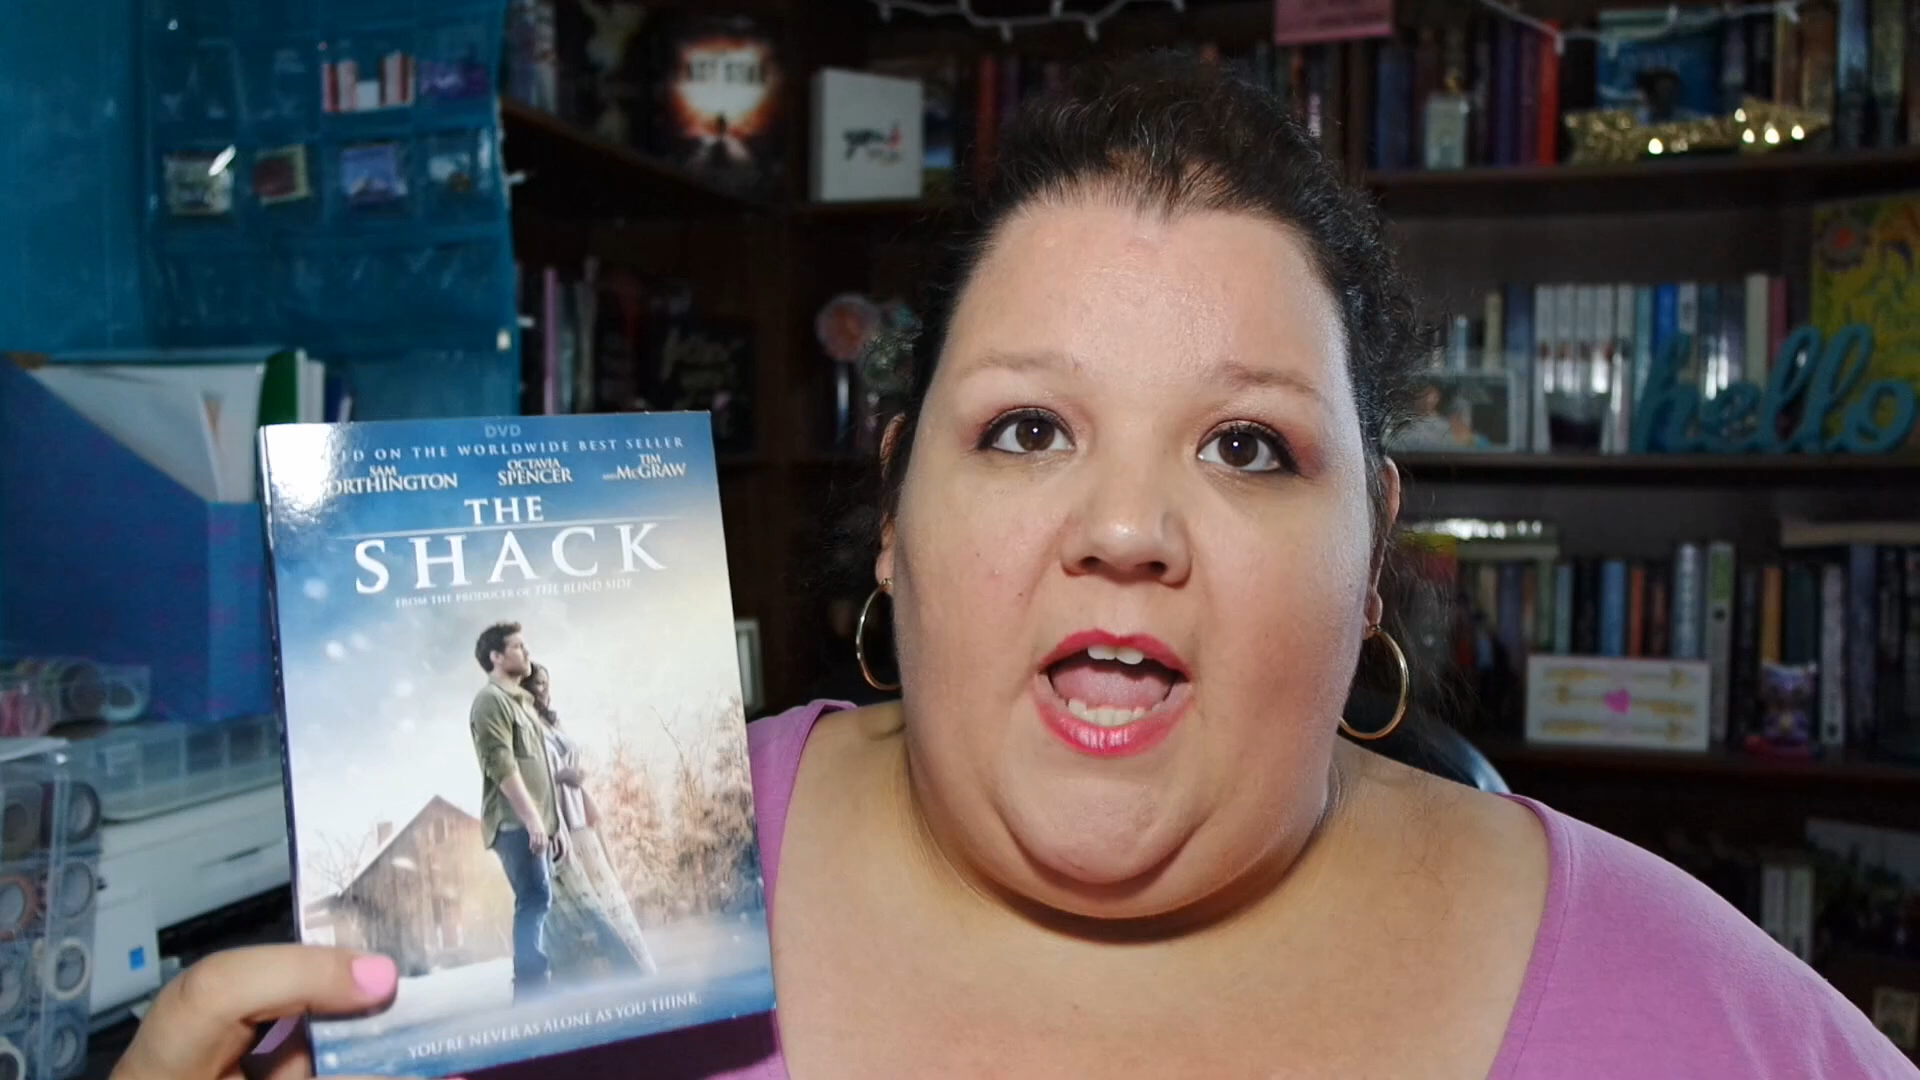 DVD
ON THE WORLDWIDE BEST SELLER
SAM OCTAVIA TIM
ORTHINGTON SPENCER AND McGRAW
THE
SHACK
FROM THE PRODUCER OF THE BLIND SIDE
YOU'RE NEVER AS ALONE AS YOU THINK.
hello